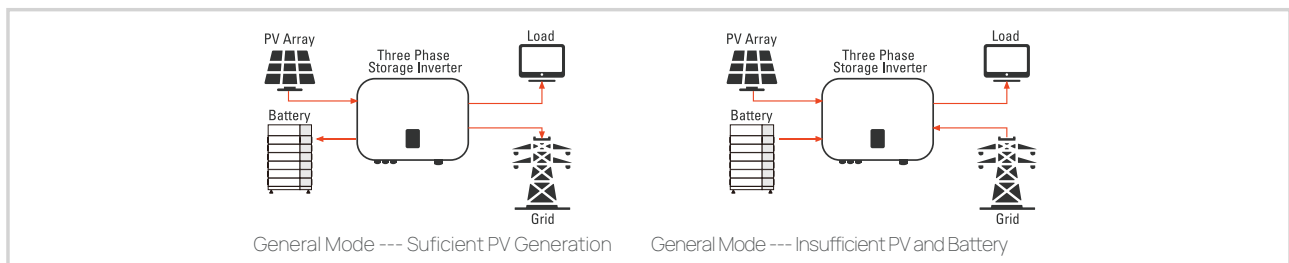 PV Array
Three Phase
Storage Inverter
Load
Battery
Grid
General Mode --- Suficient PV Generation
PV Array
Three Phase
Storage Inverter
Load
Battery
Grid
General Mode --- Insufficient PV and Battery